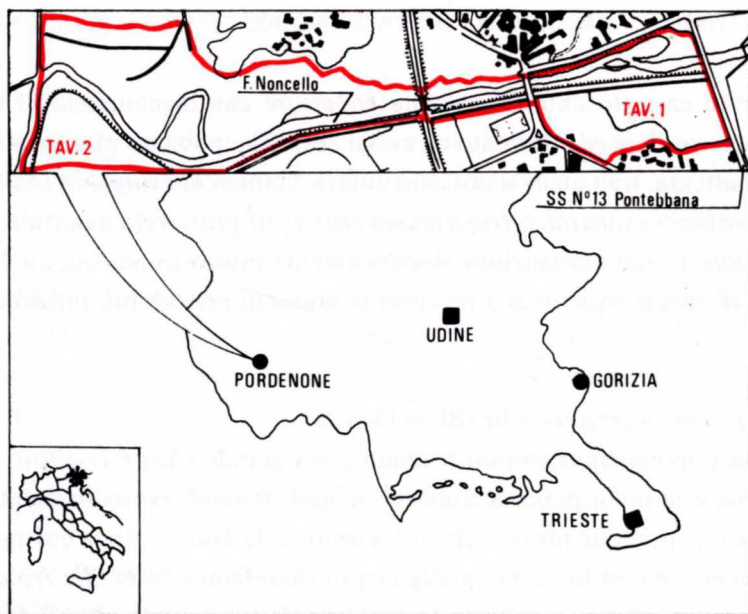 F. Noncello
TAV.2
TAV.1
SS N°13 Pontebbana
UDINE
PORDENONE
GORIZIA
TRIESTE